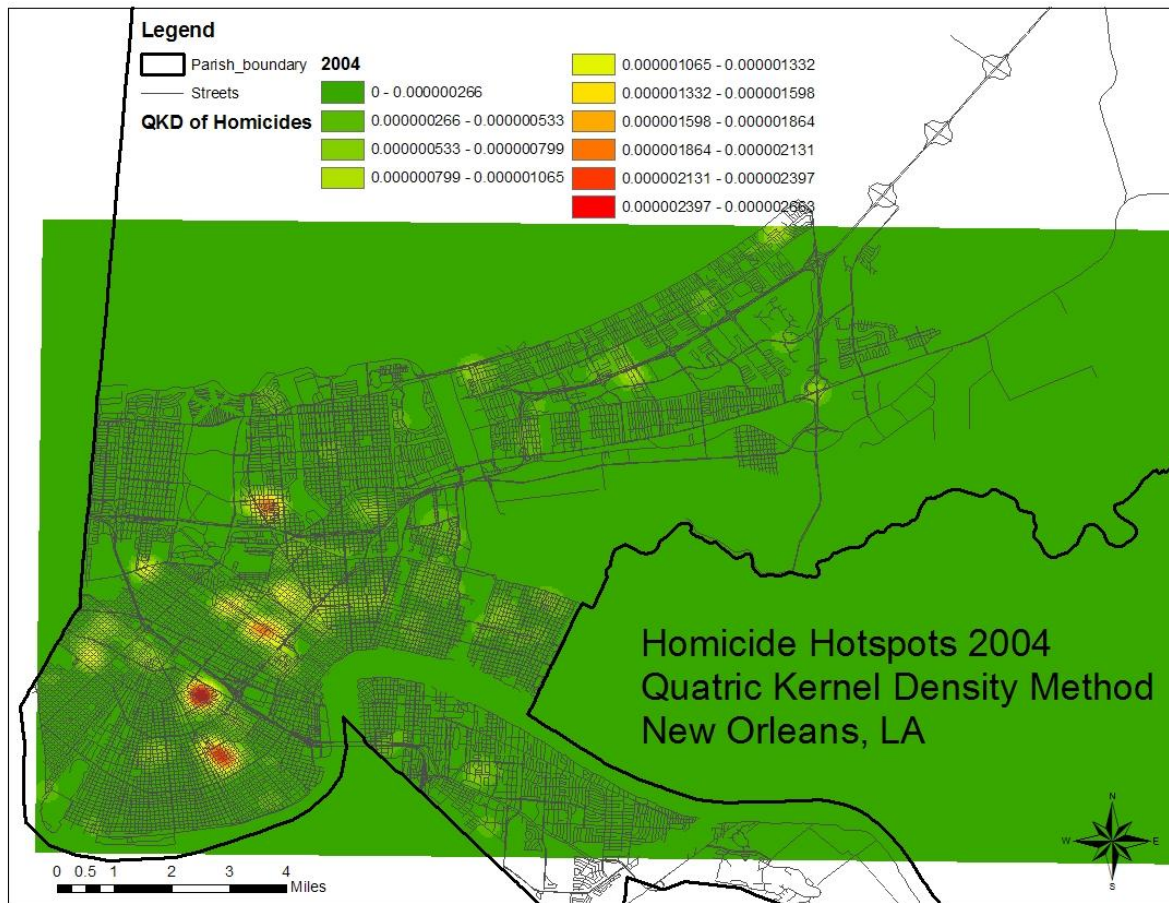 Legend
Parish_boundary
Streets
QKD of Homicides
2004
0 - 0.000000266
0.000000266 - 0.000000533
0.000000533 - 0.000000799
0.000000799 - 0.000001065
0.000001065 - 0.000001332
0.000001332 - 0.000001598
0.000001598 - 0.000001864
0.000001864 - 0.000002131
0.000002131 - 0.000002397
0.000002397 - 0.000002663
Homicide Hotspots 2004
Quatric Kernel Density Method
New Orleans, LA
N
W E
S
0 0.5 1 2 3 4
Miles